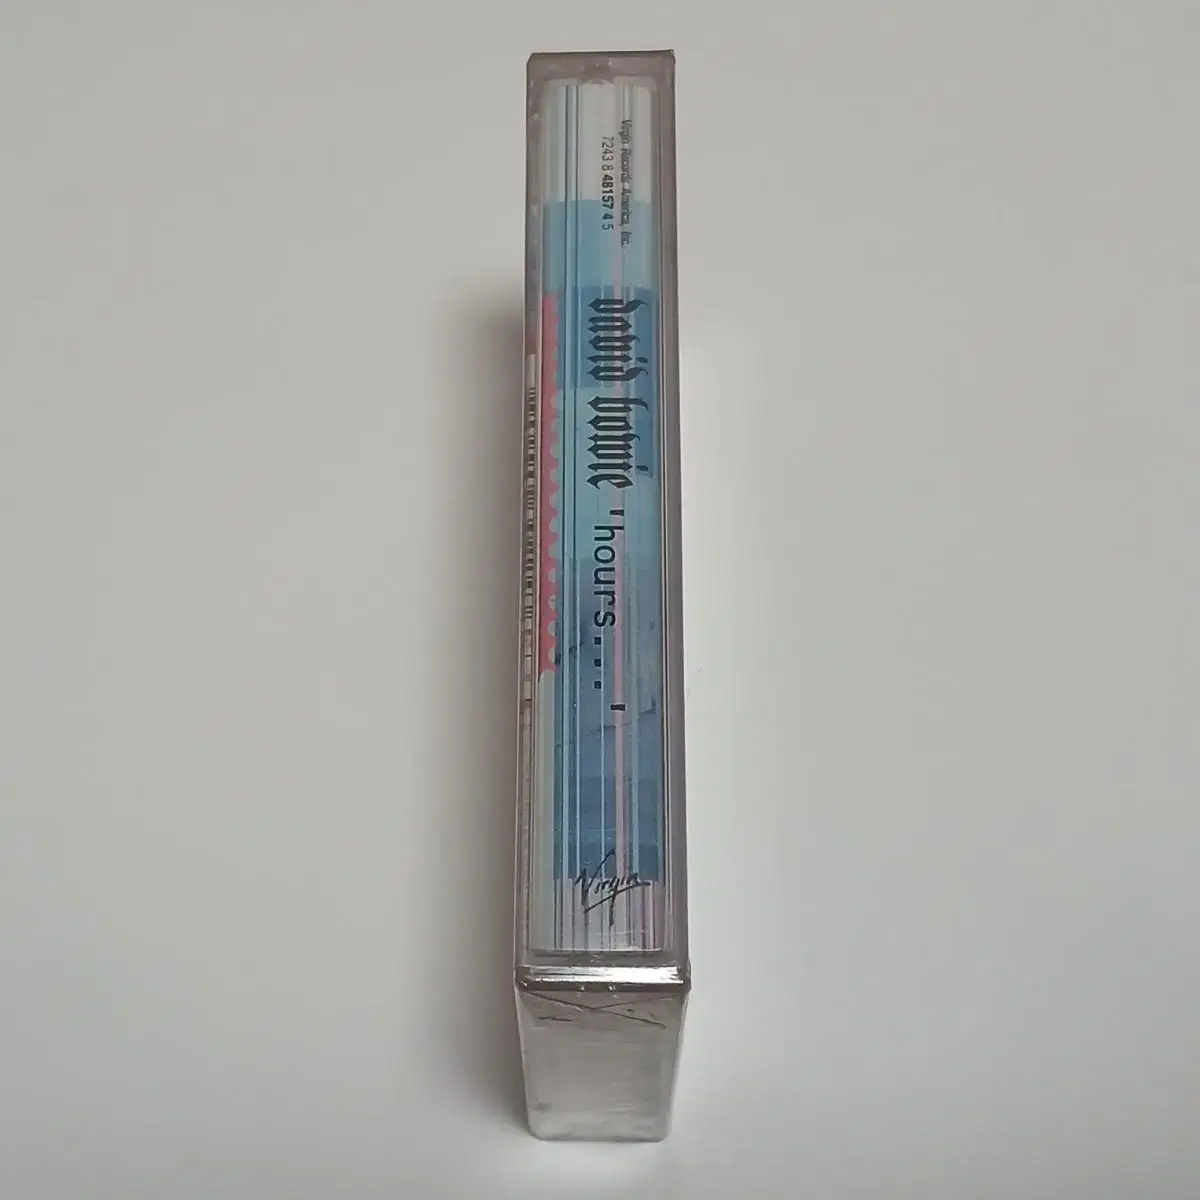 Virgin Records America, Inc.
7243 8 48157 4 5
david bowie 'hours...'
Virgin